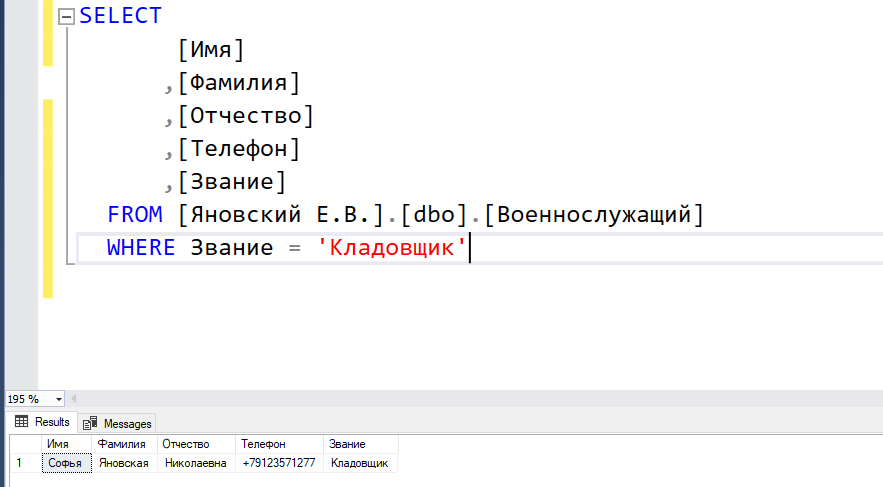 SELECT
[Имя]
,[Фамилия]
,[Отчество]
,[Телефон]
,[Звание]
FROM [Яновский Е.В.].[dbo].[Военнослужащий]
WHERE Звание = 'Кладовщик'
195 %
Results Messages
Имя Фамилия Отчество Телефон Звание
1 Софья Яновская Николаевна +79123571277 Кладовщик